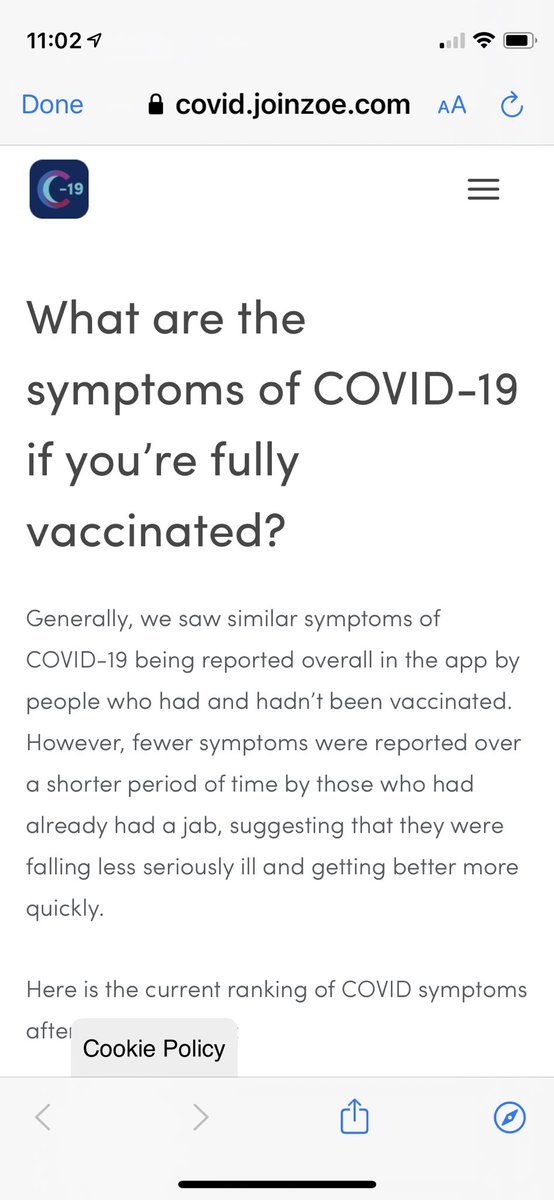 11:02
Done covid.joinzoe.com AA
C-19
What are the
symptoms of COVID-19
if you’re fully
vaccinated?
Generally, we saw similar symptoms of
COVID-19 being reported overall in the app by
people who had and hadn’t been vaccinated.
However, fewer symptoms were reported over
a shorter period of time by those who had
already had a jab, suggesting that they were
falling less seriously ill and getting better more
quickly.
Here is the current ranking of COVID symptoms
after
Cookie Policy